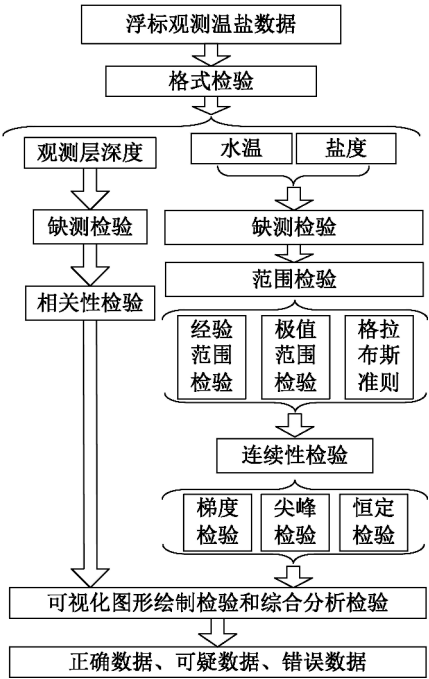 浮标观测温盐数据
格式检验
观测层深度
水温
盐度
缺测检验
缺测检验
相关性检验
范围检验
经验
范围
检验
极值
范围
检验
格拉
布斯
准则
连续性检验
梯度
检验
尖峰
检验
恒定
检验
可视化图形绘制检验和综合分析检验
正确数据、可疑数据、错误数据